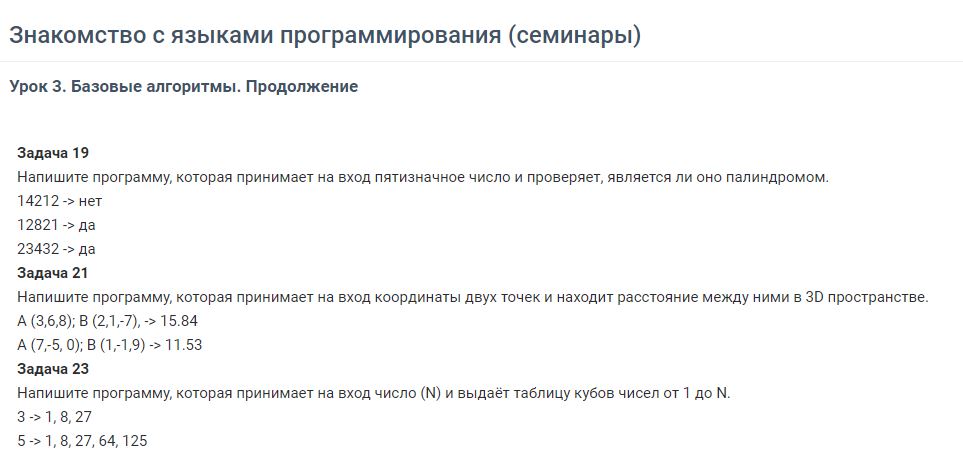 Знакомство с языками программирования (семинары)
Урок 3. Базовые алгоритмы. Продолжение
Задача 19
Напишите программу, которая принимает на вход пятизначное число и проверяет, является ли оно палиндромом.
14212 -> нет
12821 -> да
23432 -> да
Задача 21
Напишите программу, которая принимает на вход координаты двух точек и находит расстояние между ними в 3D пространстве.
A (3,6,8); B (2,1,-7), -> 15.84
A (7,-5, 0); B (1,-1,9) -> 11.53
Задача 23
Напишите программу, которая принимает на вход число (N) и выдаёт таблицу кубов чисел от 1 до N.
3 -> 1, 8, 27
5 -> 1, 8, 27, 64, 125